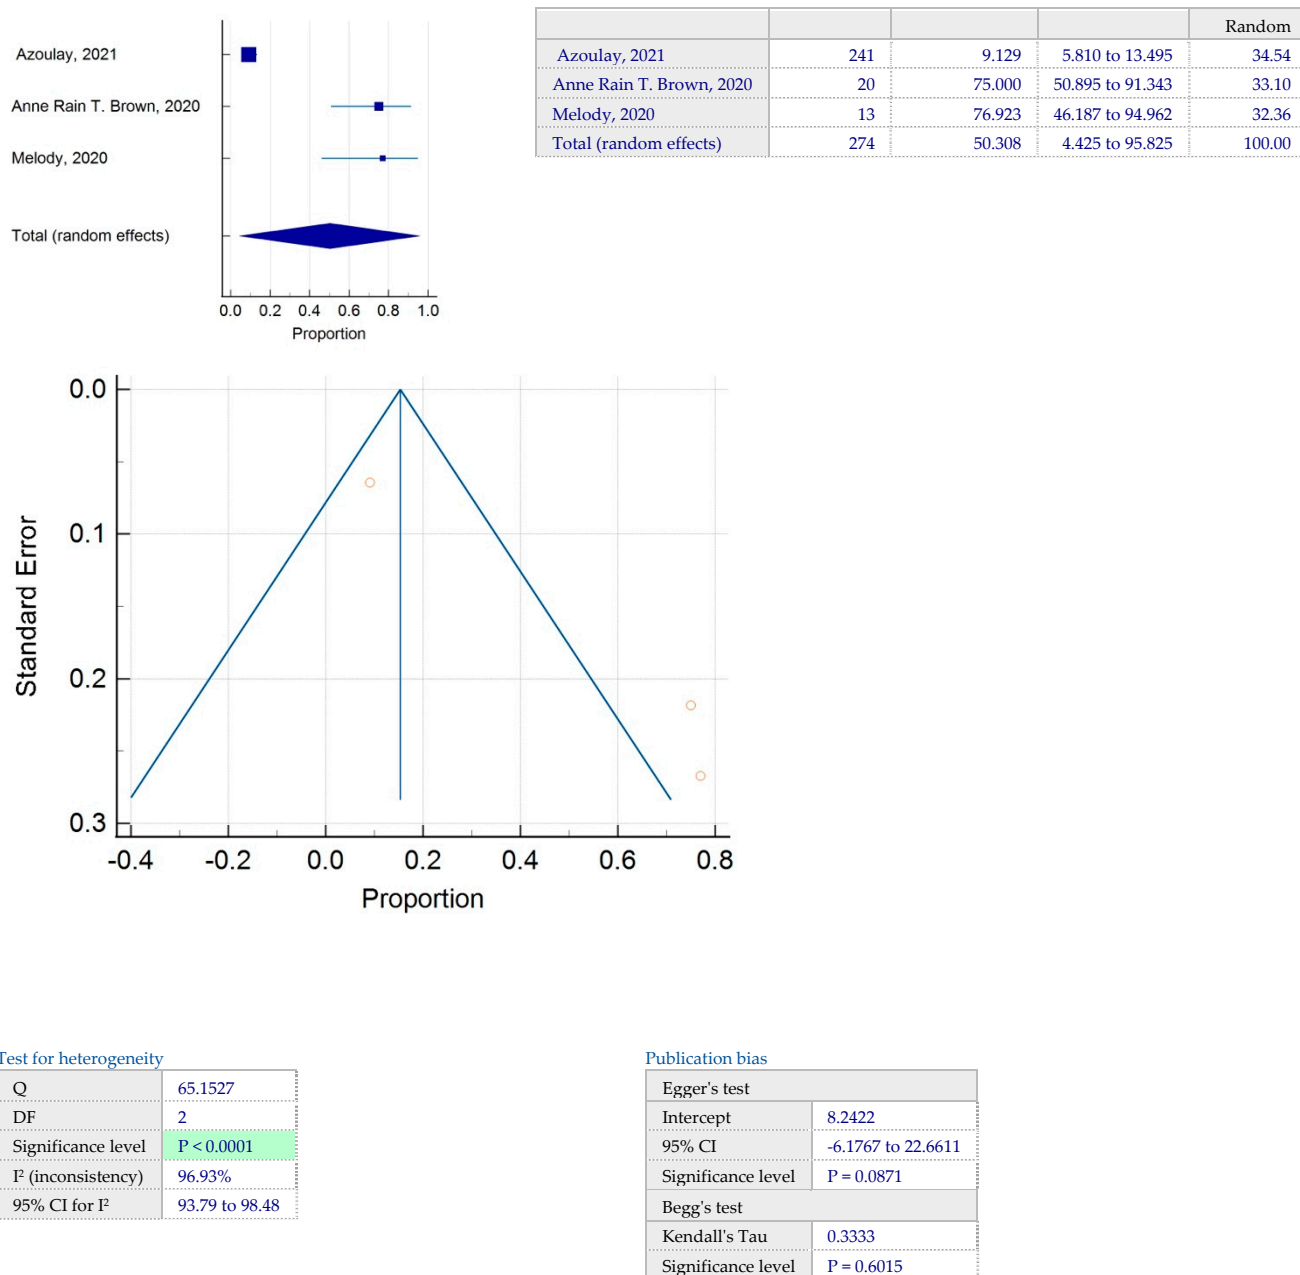 Azoulay, 2021
Anne Rain T. Brown, 2020
Melody, 2020
Total (random effects)
0.0 0.2 0.4 0.6 0.8 1.0
Proportion
Random
Azoulay, 2021 241 9.129 5.810 to 13.495 34.54
Anne Rain T. Brown, 2020 20 75.000 50.895 to 91.343 33.10
Melody, 2020 13 76.923 46.187 to 94.962 32.36
Total (random effects) 274 50.308 4.425 to 95.825 100.00
0.0
0.1
0.2
0.3
Standard Error
-0.4 -0.2 0.0 0.2 0.4 0.6 0.8
Proportion
Test for heterogeneity
Q 65.1527
DF 2
Significance level P < 0.0001
I² (inconsistency) 96.93%
95% CI for I² 93.79 to 98.48
Publication bias
Egger's test
Intercept 8.2422
95% CI -6.1767 to 22.6611
Significance level P = 0.0871
Begg's test
Kendall's Tau 0.3333
Significance level P = 0.6015